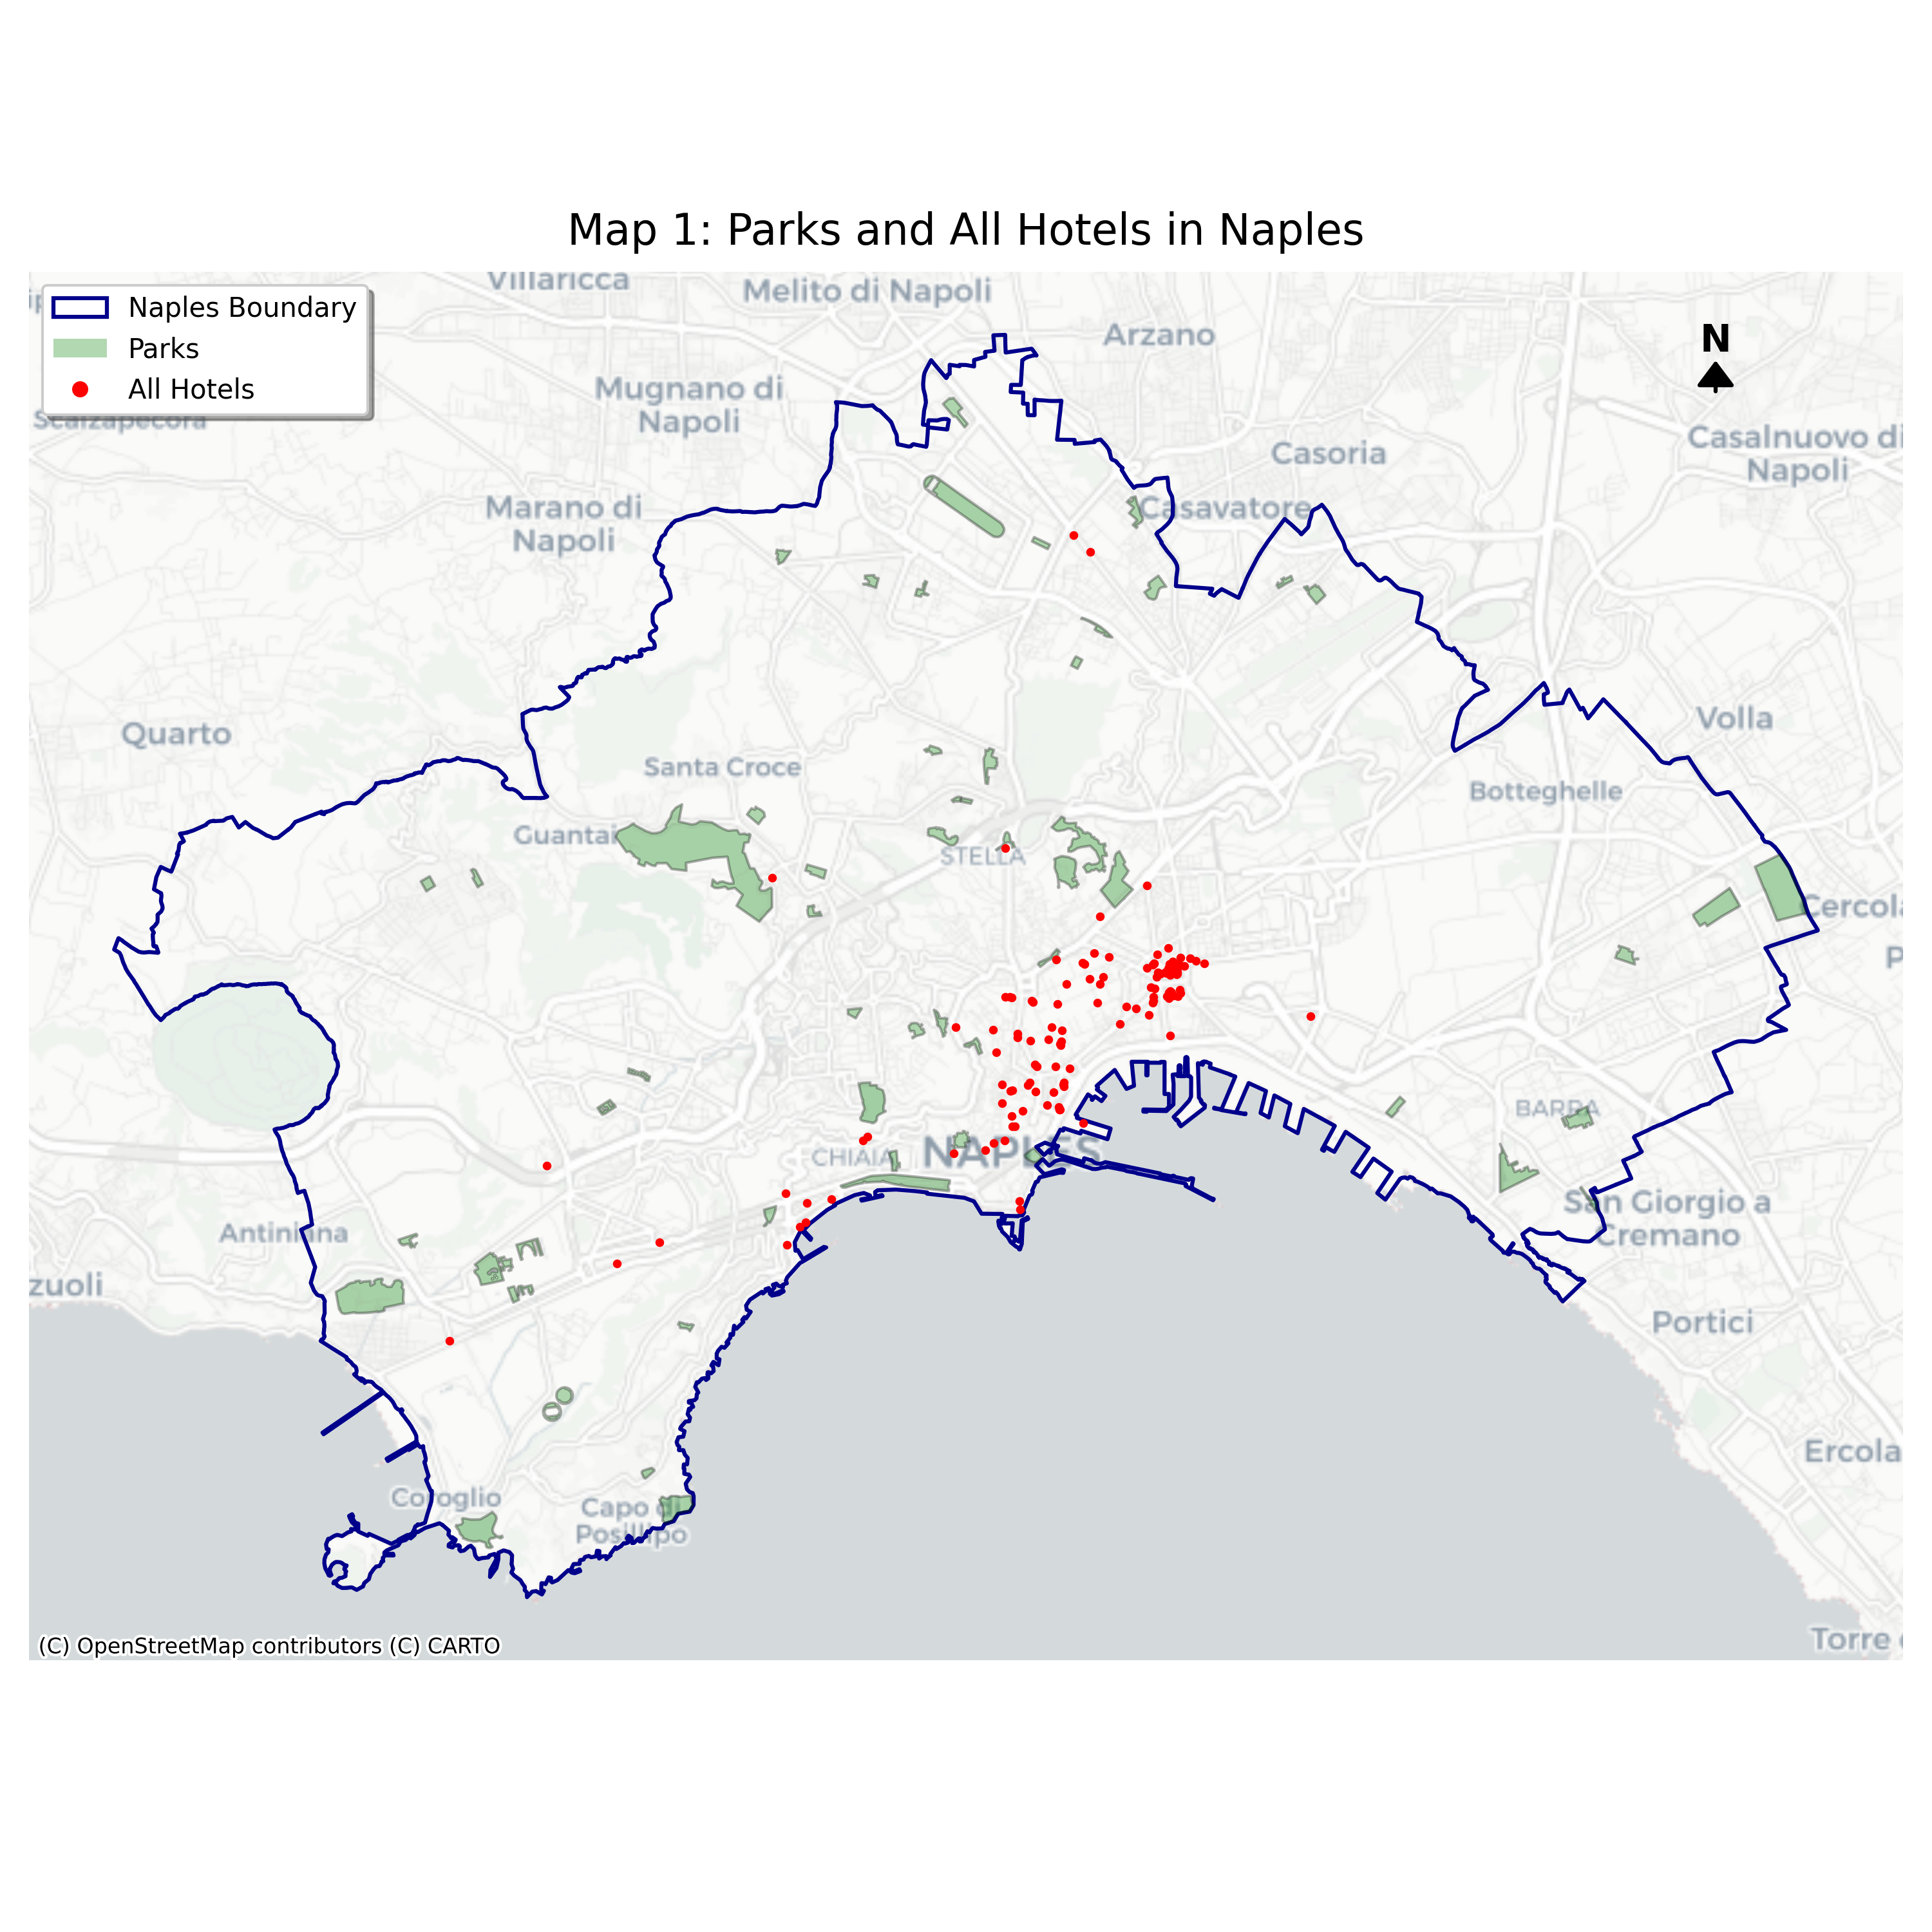 Map 1: Parks and All Hotels in Naples
Villaricca
Melito di Napoli
Naples Boundary
Parks
All Hotels
Arzano
N
Mugnano di
Napoli
Scalzapecora
Casoria
Casalnuovo di
Napoli
Marano di
Napoli
Casavatore
Quarto
Volla
Santa Croce
Botteghelle
Guantai
STELLA
Cercola
P
BARRA
CHIAIA
NAPLES
San Giorgio a
Cremano
Antiniana
zuoli
Portici
Ercola
Coroglio
Capo di
Posillipo
Torre
(C) OpenStreetMap contributors (C) CARTO